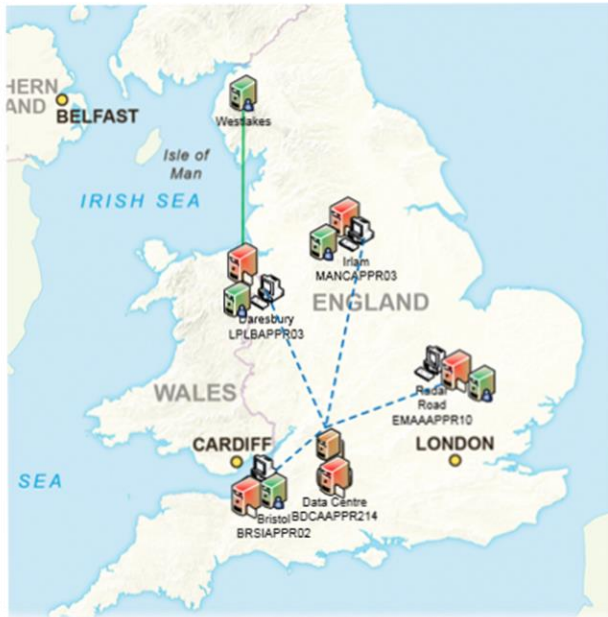 HERN
AND
BELFAST
Westlakes
Isle of
Man
IRISH SEA
Irlam
MANCAPPR03
ENGLAND
Daresbury
LPLBAPPR03
WALES
Radar
Road
EMAAAPPR10
CARDIFF
LONDON
SEA
Data Centre
BDCAAPPR214
Bristol
BRSIAPPR02